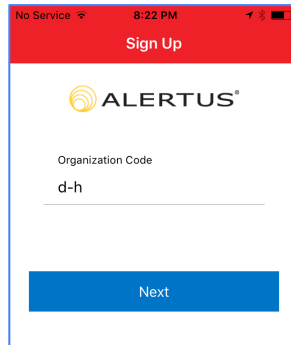 No Service 8:22 PM
Sign Up
ALERTUS®
Organization Code
d-h
Next